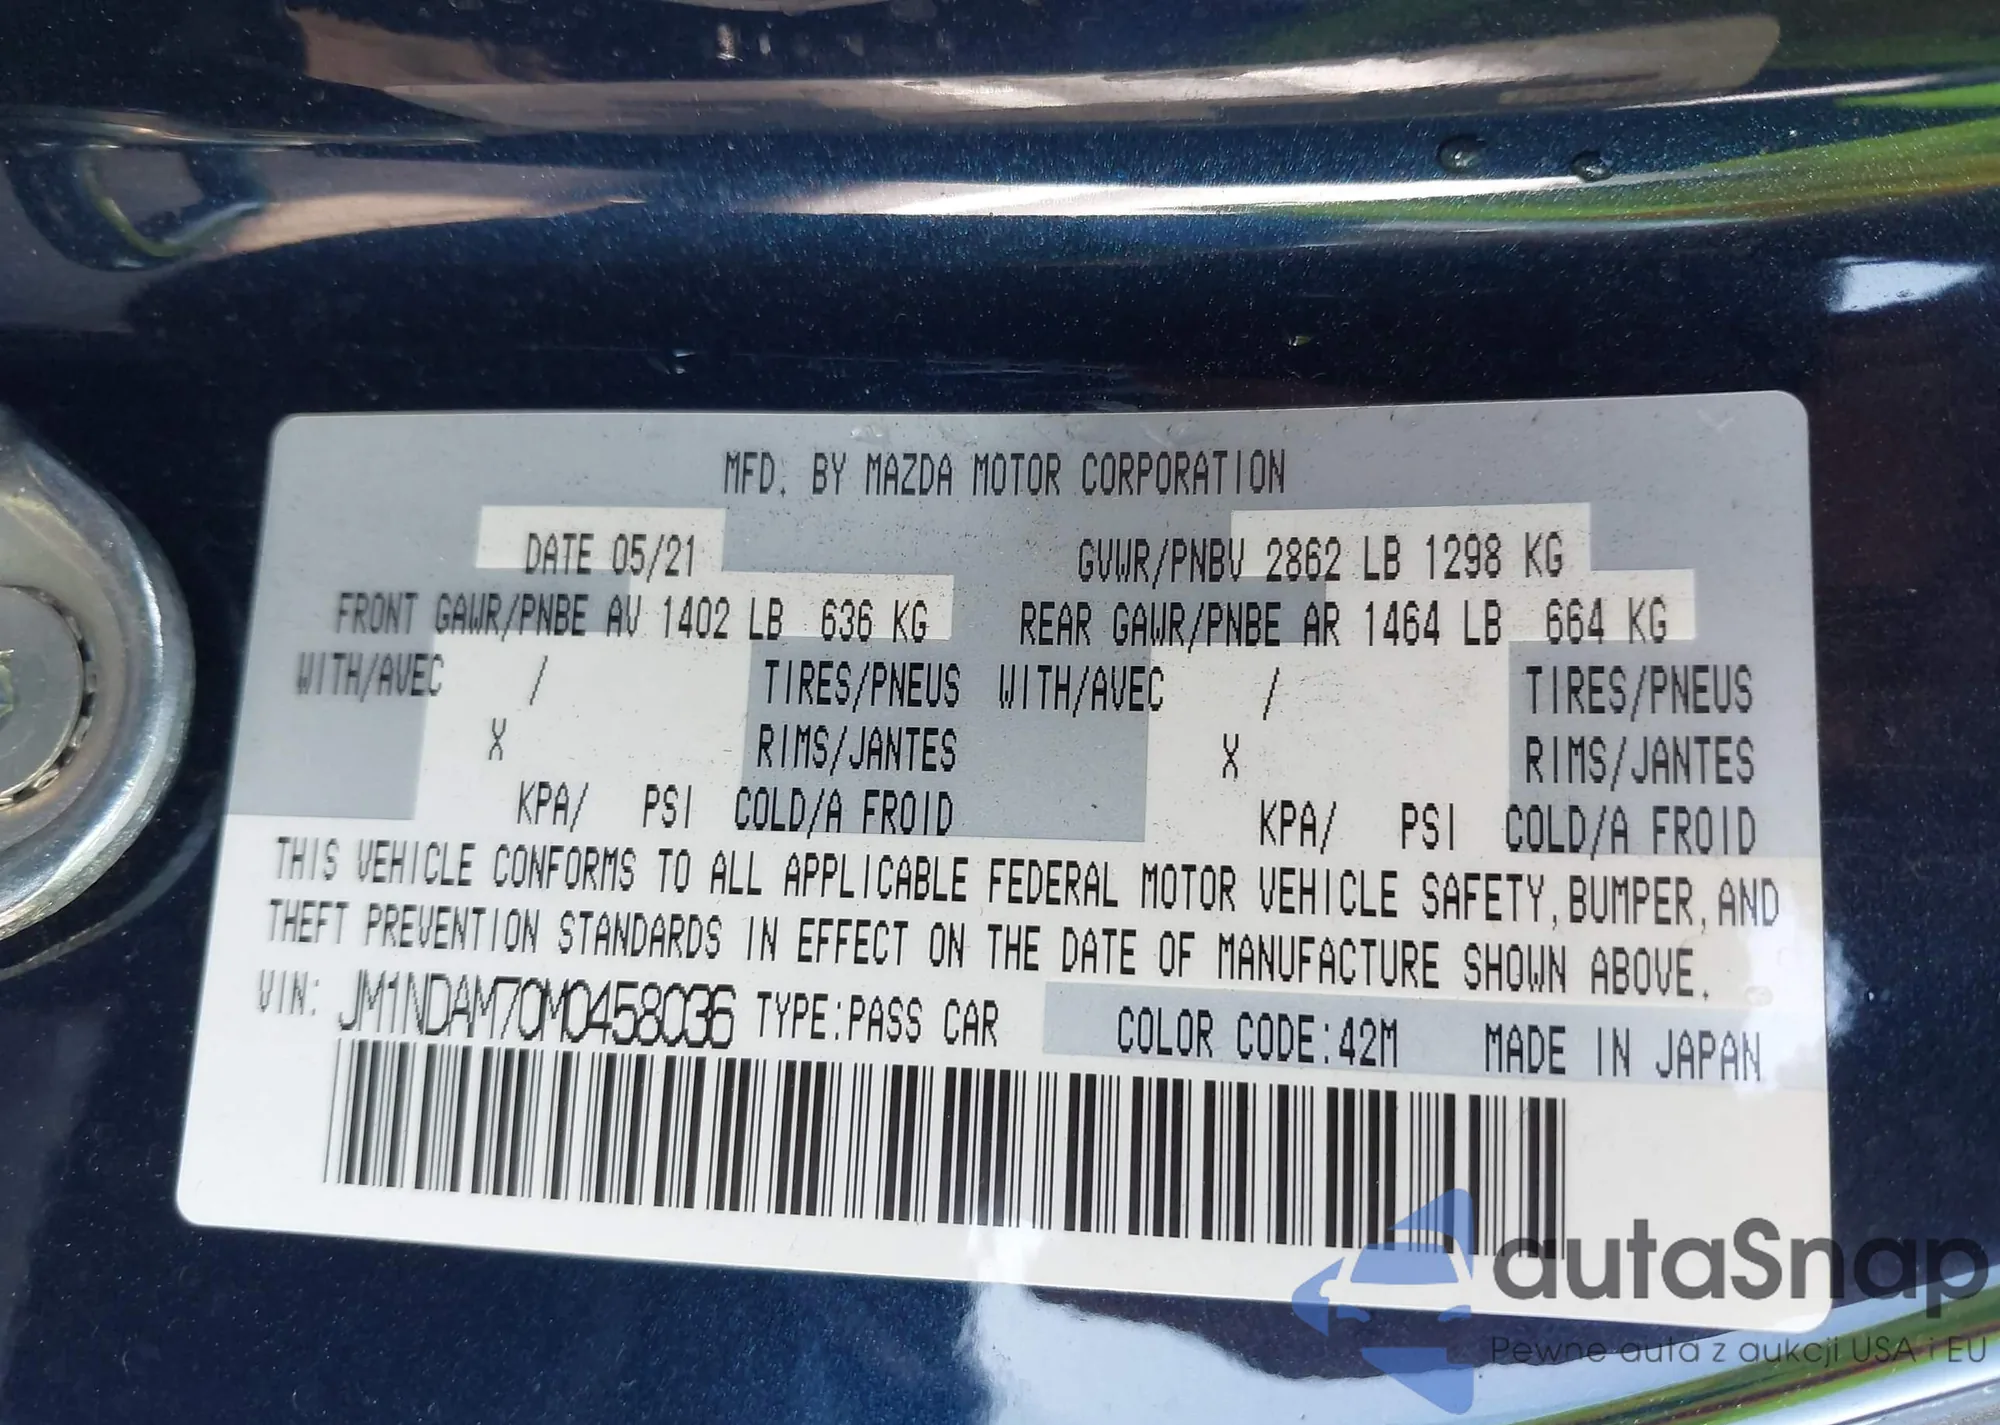 MFD. BY MAZDA MOTOR CORPORATION
DATE 05/21 GVWR/PNBV 2862 LB 1298 KG
FRONT GAWR/PNBE AV 1402 LB 636 KG REAR GAWR/PNBE AR 1464 LB 664 KG
WITH/AVEC / TIRES/PNEUS WITH/AVEC / TIRES/PNEUS
X RIMS/JANTES X RIMS/JANTES
KPA/ PSI COLD/A FROID KPA/ PSI COLD/A FROID
THIS VEHICLE CONFORMS TO ALL APPLICABLE FEDERAL MOTOR VEHICLE SAFETY, BUMPER, AND
THEFT PREVENTION STANDARDS IN EFFECT ON THE DATE OF MANUFACTURE SHOWN ABOVE.
VIN: JM1NDAM70M0458036 TYPE:PASS CAR COLOR CODE:42M MADE IN JAPAN
autaSnap
Pewne auta z aukcji USA i EU